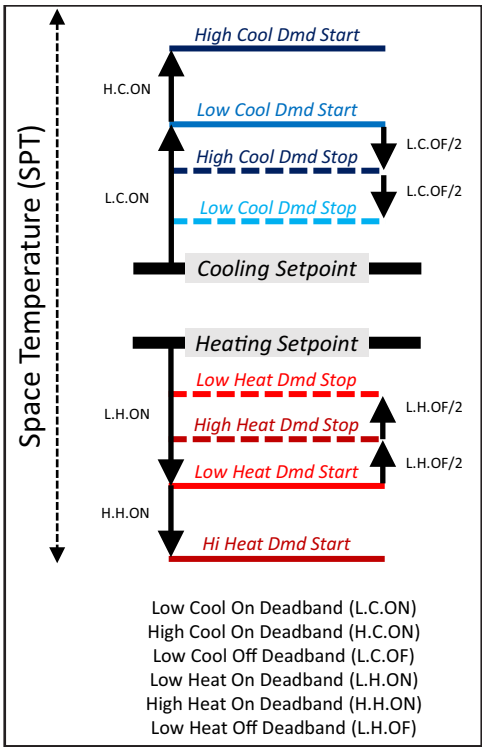 Space Temperature (SPT)
High Cool Dmd Start
H.C.ON
Low Cool Dmd Start
L.C.OF/2
High Cool Dmd Stop
L.C.ON
L.C.OF/2
Low Cool Dmd Stop
Cooling Setpoint
Heating Setpoint
Low Heat Dmd Stop
L.H.ON
L.H.OF/2
High Heat Dmd Stop
L.H.OF/2
Low Heat Dmd Start
H.H.ON
Hi Heat Dmd Start
Low Cool On Deadband (L.C.ON)
High Cool On Deadband (H.C.ON)
Low Cool Off Deadband (L.C.OF)
Low Heat On Deadband (L.H.ON)
High Heat On Deadband (H.H.ON)
Low Heat Off Deadband (L.H.OF)